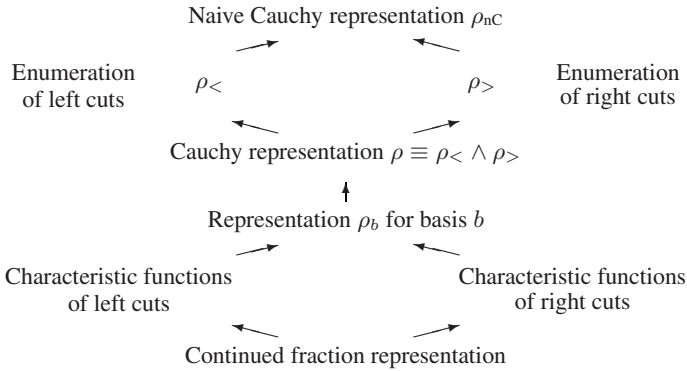 Naive Cauchy representation ρnC
Enumeration of left cuts
ρ<
ρ>
Enumeration of right cuts
Cauchy representation ρ ≡ ρ< ∧ ρ>
Representation ρb for basis b
Characteristic functions of left cuts
Characteristic functions of right cuts
Continued fraction representation